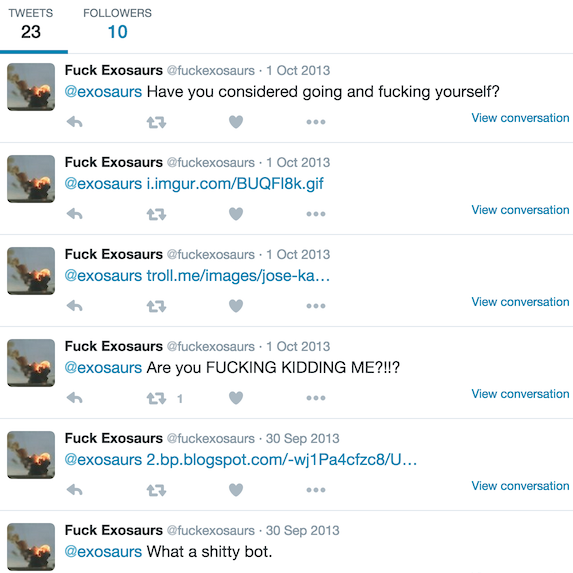 TWEETS FOLLOWERS
23 10
Fuck Exosaurs @fuckexosaurs · 1 Oct 2013
@exosaurs Have you considered going and fucking yourself?
View conversation
Fuck Exosaurs @fuckexosaurs · 1 Oct 2013
@exosaurs i.imgur.com/BUQFl8k.gif
View conversation
Fuck Exosaurs @fuckexosaurs · 1 Oct 2013
@exosaurs troll.me/images/jose-ka…
View conversation
Fuck Exosaurs @fuckexosaurs · 1 Oct 2013
@exosaurs Are you FUCKING KIDDING ME?!!?
1
View conversation
Fuck Exosaurs @fuckexosaurs · 30 Sep 2013
@exosaurs 2.bp.blogspot.com/-wj1Pa4cfzc8/U…
View conversation
Fuck Exosaurs @fuckexosaurs · 30 Sep 2013
@exosaurs What a shitty bot.